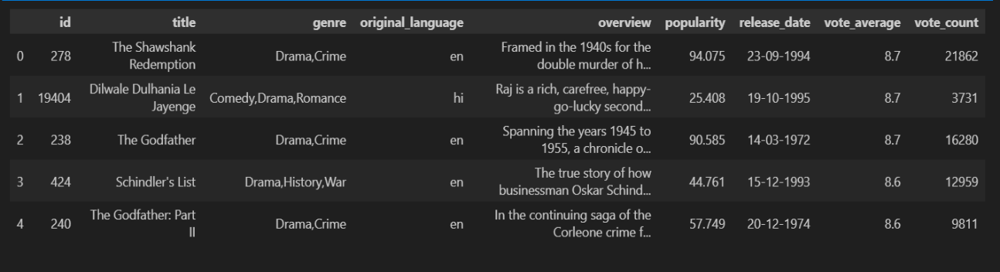 id title genre original_language overview popularity release_date vote_average vote_count
0 278 The Shawshank Redemption Drama,Crime en Framed in the 1940s for the double murder of h... 94.075 23-09-1994 8.7 21862
1 19404 Dilwale Dulhania Le Jayenge Comedy,Drama,Romance hi Raj is a rich, carefree, happy-go-lucky second... 25.408 19-10-1995 8.7 3731
2 238 The Godfather Drama,Crime en Spanning the years 1945 to 1955, a chronicle o... 90.585 14-03-1972 8.7 16280
3 424 Schindler's List Drama,History,War en The true story of how businessman Oskar Schind... 44.761 15-12-1993 8.6 12959
4 240 The Godfather: Part II Drama,Crime en In the continuing saga of the Corleone crime f... 57.749 20-12-1974 8.6 9811